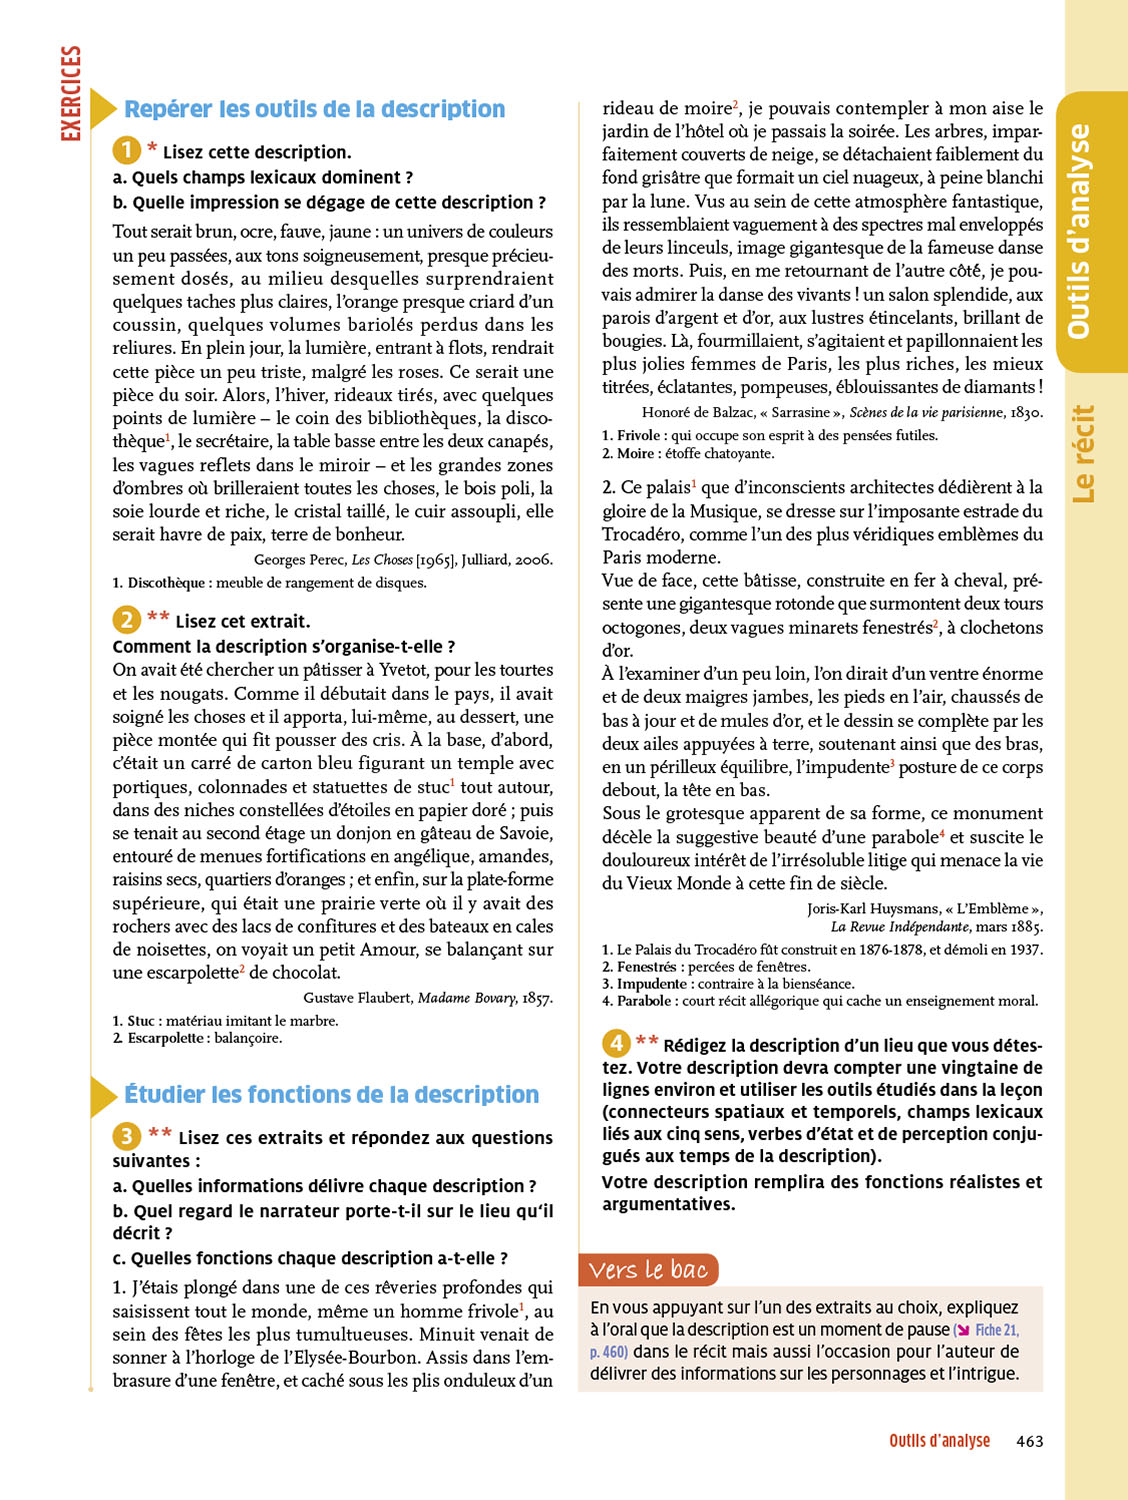 EXERCICES
Repérer les outils de la description
1 * Lisez cette description.
a. Quels champs lexicaux dominent ?
b. Quelle impression se dégage de cette description ?
Tout serait brun, ocre, fauve, jaune : un univers de couleurs
un peu passées, aux tons soigneusement, presque précieu-
sement dosés, au milieu desquelles surprendraient
quelques taches plus claires, l'orange presque criard d'un
coussin, quelques volumes bariolés perdus dans les
reliures. En plein jour, la lumière, entrant à flots, rendrait
cette pièce un peu triste, malgré les roses. Ce serait une
pièce du soir. Alors, l'hiver, rideaux tirés, avec quelques
points de lumière – le coin des bibliothèques, la disco-
thèque1, le secrétaire, la table basse entre les deux canapés,
les vagues reflets dans le miroir – et les grandes zones
d'ombres où brilleraient toutes les choses, le bois poli, la
soie lourde et riche, le cristal taillé, le cuir assoupli, elle
serait havre de paix, terre de bonheur.
Georges Perec, Les Choses [1965], Julliard, 2006.
1. Discothèque : meuble de rangement de disques.
2 ** Lisez cet extrait.
Comment la description s'organise-t-elle ?
On avait été chercher un pâtisser à Yvetot, pour les tourtes
et les nougats. Comme il débutait dans le pays, il avait
soigné les choses et il apporta, lui-même, au dessert, une
pièce montée qui fit pousser des cris. À la base, d'abord,
c'était un carré de carton bleu figurant un temple avec
portiques, colonnades et statuettes de stuc1 tout autour,
dans des niches constellées d'étoiles en papier doré ; puis
se tenait au second étage un donjon en gâteau de Savoie,
entouré de menues fortifications en angélique, amandes,
raisins secs, quartiers d'oranges ; et enfin, sur la plate-forme
supérieure, qui était une prairie verte où il y avait des
rochers avec des lacs de confitures et des bateaux en cales
de noisettes, on voyait un petit Amour, se balançant sur
une escarpolette2 de chocolat.
Gustave Flaubert, Madame Bovary, 1857.
1. Stuc : matériau imitant le marbre.
2. Escarpolette : balançoire.
Étudier les fonctions de la description
3 ** Lisez ces extraits et répondez aux questions
suivantes :
a. Quelles informations délivre chaque description ?
b. Quel regard le narrateur porte-t-il sur le lieu qu'il
décrit ?
c. Quelles fonctions chaque description a-t-elle ?
1. J'étais plongé dans une de ces rêveries profondes qui
saisissent tout le monde, même un homme frivole1, au
sein des fêtes les plus tumultueuses. Minuit venait de
sonner à l'horloge de l'Elysée-Bourbon. Assis dans l'em-
brasure d'une fenêtre, et caché sous les plis onduleux d'un
rideau de moire2, je pouvais contempler à mon aise le
jardin de l'hôtel où je passais la soirée. Les arbres, impar-
faitement couverts de neige, se détachaient faiblement du
fond grisâtre que formait un ciel nuageux, à peine blanchi
par la lune. Vus au sein de cette atmosphère fantastique,
ils ressemblaient vaguement à des spectres mal enveloppés
de leurs linceuls, image gigantesque de la fameuse danse
des morts. Puis, en me retournant de l'autre côté, je pou-
vais admirer la danse des vivants ! un salon splendide, aux
parois d'argent et d'or, aux lustres étincelants, brillant de
bougies. Là, fourmillaient, s'agitaient et papillonnaient les
plus jolies femmes de Paris, les plus riches, les mieux
titrées, éclatantes, pompeuses, éblouissantes de diamants !
Honoré de Balzac, « Sarrasine », Scènes de la vie parisienne, 1830.
1. Frivole : qui occupe son esprit à des pensées futiles.
2. Moire : étoffe chatoyante.
2. Ce palais1 que d'inconscients architectes dédièrent à la
gloire de la Musique, se dresse sur l'imposante estrade du
Trocadéro, comme l'un des plus véridiques emblèmes du
Paris moderne.
Vue de face, cette bâtisse, construite en fer à cheval, pré-
sente une gigantesque rotonde que surmontent deux tours
octogones, deux vagues minarets fenestrés2, à clochetons
d'or.
À l'examiner d'un peu loin, l'on dirait d'un ventre énorme
et de deux maigres jambes, les pieds en l'air, chaussés de
bas à jour et de mules d'or, et le dessin se complète par les
deux ailes appuyées à terre, soutenant ainsi que des bras,
en un périlleux équilibre, l'impudente3 posture de ce corps
debout, la tête en bas.
Sous le grotesque apparent de sa forme, ce monument
décèle la suggestive beauté d'une parabole4 et suscite le
douloureux intérêt de l'irrésoluble litige qui menace la vie
du Vieux Monde à cette fin de siècle.
Joris-Karl Huysmans, « L'Emblème »,
La Revue Indépendante, mars 1885.
1. Le Palais du Trocadéro fût construit en 1876-1878, et démoli en 1937.
2. Fenestrés : percées de fenêtres.
3. Impudente : contraire à la bienséance.
4. Parabole : court récit allégorique qui cache un enseignement moral.
4 ** Rédigez la description d'un lieu que vous détes-
tez. Votre description devra compter une vingtaine de
lignes environ et utiliser les outils étudiés dans la leçon
(connecteurs spatiaux et temporels, champs lexicaux
liés aux cinq sens, verbes d'état et de perception conju-
gués aux temps de la description).
Votre description remplira des fonctions réalistes et
argumentatives.
Vers le bac
En vous appuyant sur l'un des extraits au choix, expliquez
à l'oral que la description est un moment de pause (↘ Fiche 21,
p. 460) dans le récit mais aussi l'occasion pour l'auteur de
délivrer des informations sur les personnages et l'intrigue.
Outils d'analyse
Le récit
Outils d'analyse 463